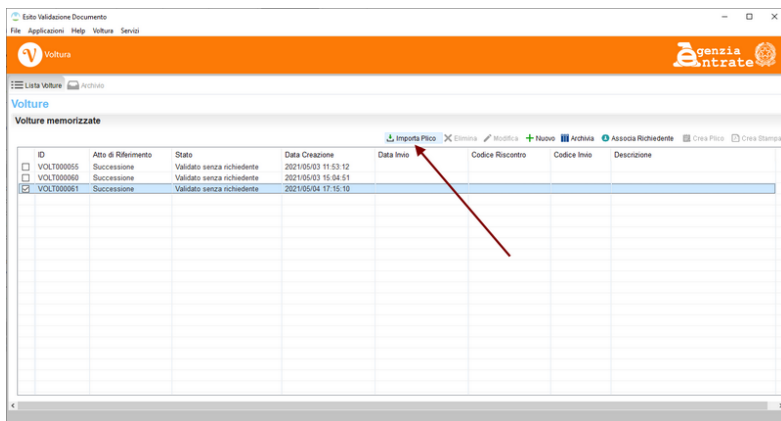 Esito Validazione Documento
File Applicazioni Help Volture Servizi
V Voltura
agenzia
entrate
Lista Volture Archivio
Volture
Volture memorizzate
Importa Plico Elimina Modifica Nuovo Archivia Associa Richiedente Crea Plico Crea Stampa
ID Atto di Riferimento Stato Data Creazione Data Invio Codice Riscontro Codice Invio Descrizione
VOLT000055 Successione Validato senza richiedente 2021/05/03 11:53:12
VOLT000060 Successione Validato senza richiedente 2021/05/03 15:04:51
VOLT000061 Successione Validato senza richiedente 2021/05/04 17:15:10